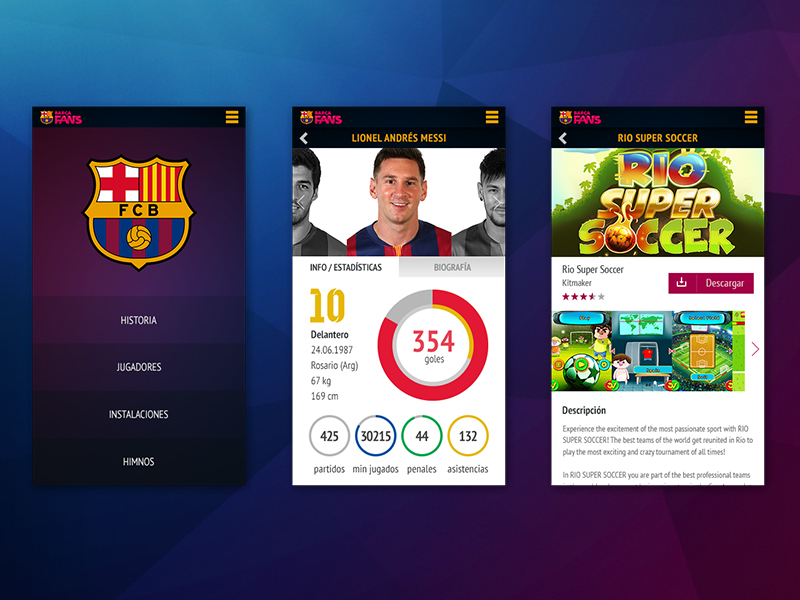 BARÇA
FANS
FCB
HISTORIA
JUGADORES
INSTALACIONES
HIMNOS
BARÇA
FANS
LIONEL ANDRÉS MESSI
INFO / ESTADÍSTICAS
BIOGRAFÍA
10
Delantero
24.06.1987
Rosario (Arg)
67 kg
169 cm
354
goles
425
partidos
30215
min jugados
44
penales
132
asistencias
BARÇA
FANS
RIO SUPER SOCCER
RIO
SUPER
SOCCER
Rio Super Soccer
Kitmaker
Descargar
Descripción
Experience the excitement of the most passionate sport with RIO
SUPER SOCCER! The best teams of the world get reunited in Rio to
play the most exciting and crazy tournament of all times!
In RIO SUPER SOCCER you are part of the best professional teams